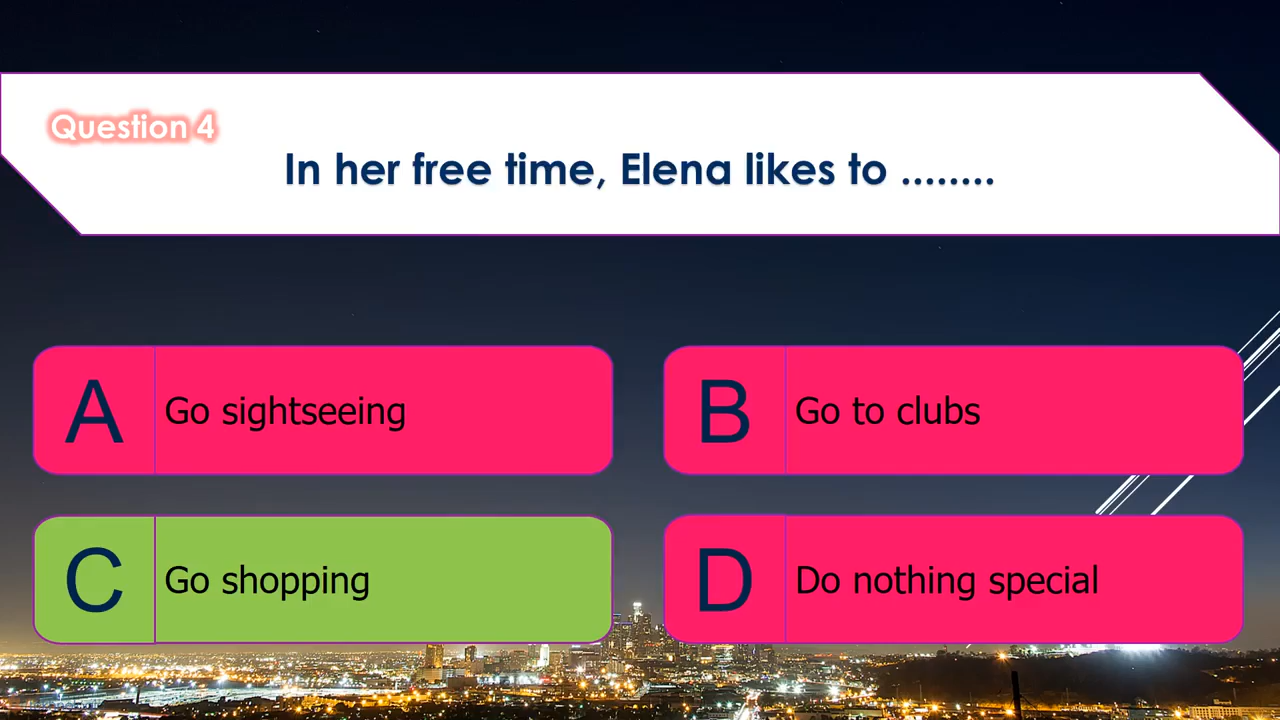 Question 4
In her free time, Elena likes to ........
A Go sightseeing
B Go to clubs
C Go shopping
D Do nothing special